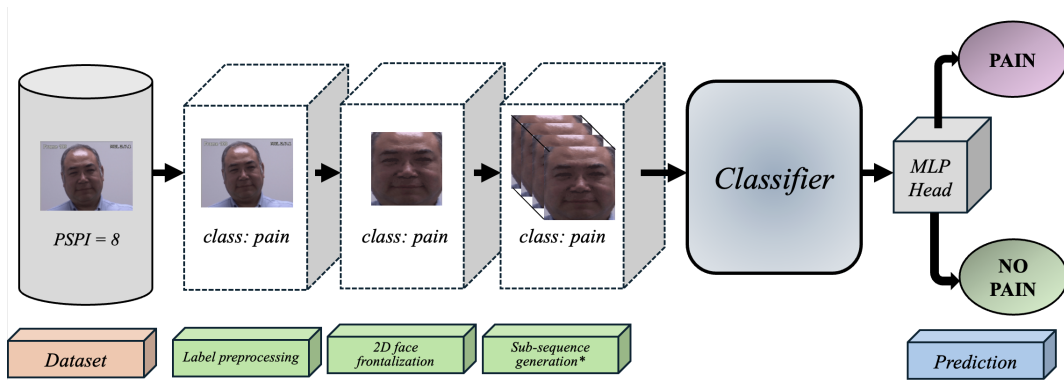 PSPI = 8
class: pain
class: pain
class: pain
Classifier
MLP
Head
PAIN
NO
PAIN
Dataset
Label preprocessing
2D face
frontalization
Sub-sequence
generation*
Prediction